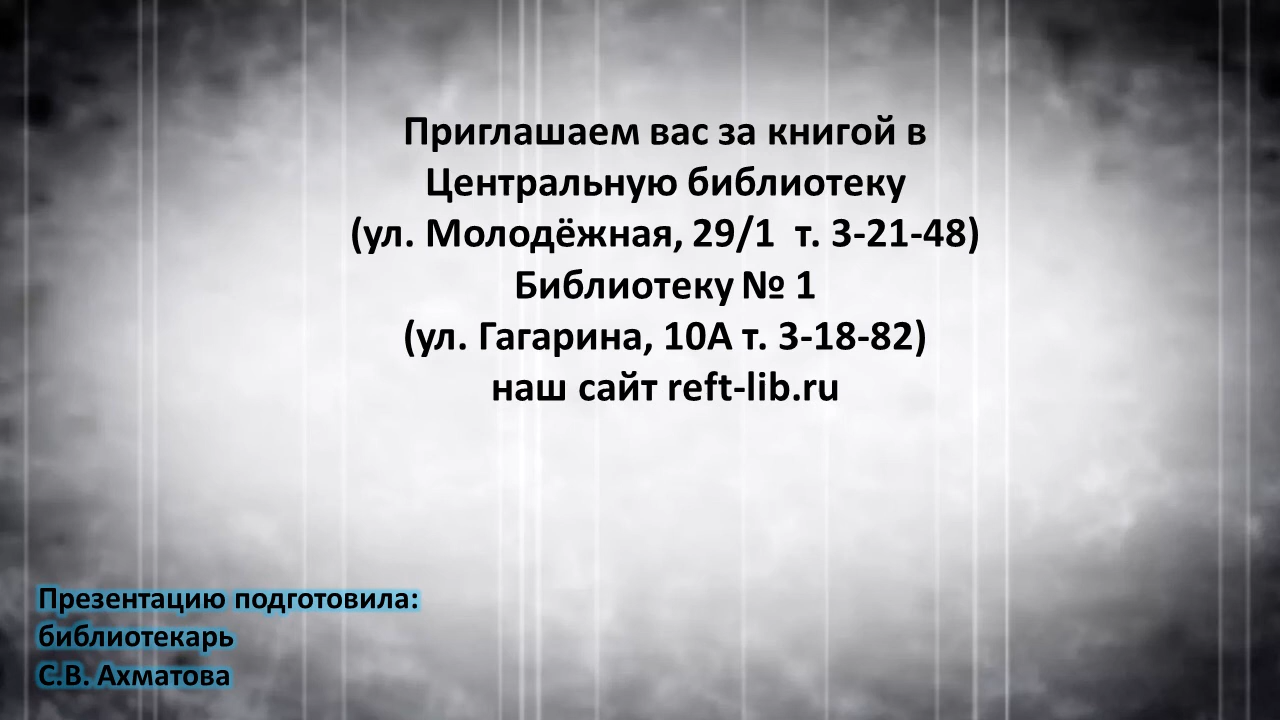 Приглашаем вас за книгой в
Центральную библиотеку
(ул. Молодёжная, 29/1  т. 3-21-48)
Библиотеку № 1
(ул. Гагарина, 10А т. 3-18-82)
наш сайт reft-lib.ru
Презентацию подготовила:
библиотекарь
С.В. Ахматова